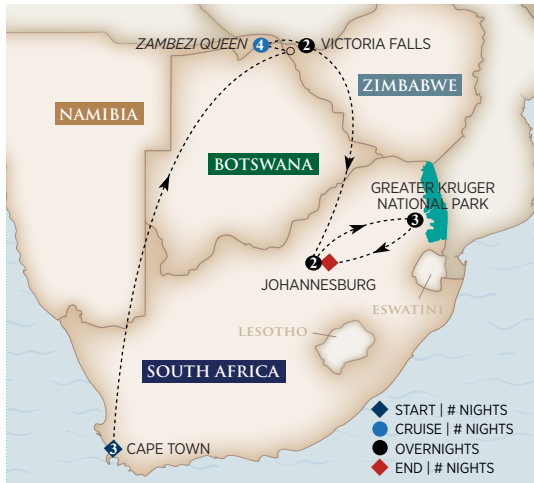 ZAMBEZI QUEEN 4 2 VICTORIA FALLS
ZIMBABWE
NAMIBIA
BOTSWANA
GREATER KRUGER
NATIONAL PARK
3
2
JOHANNESBURG
ESWATINI
LESOTHO
SOUTH AFRICA
3 CAPE TOWN
START | # NIGHTS
CRUISE | # NIGHTS
OVERNIGHTS
END | # NIGHTS